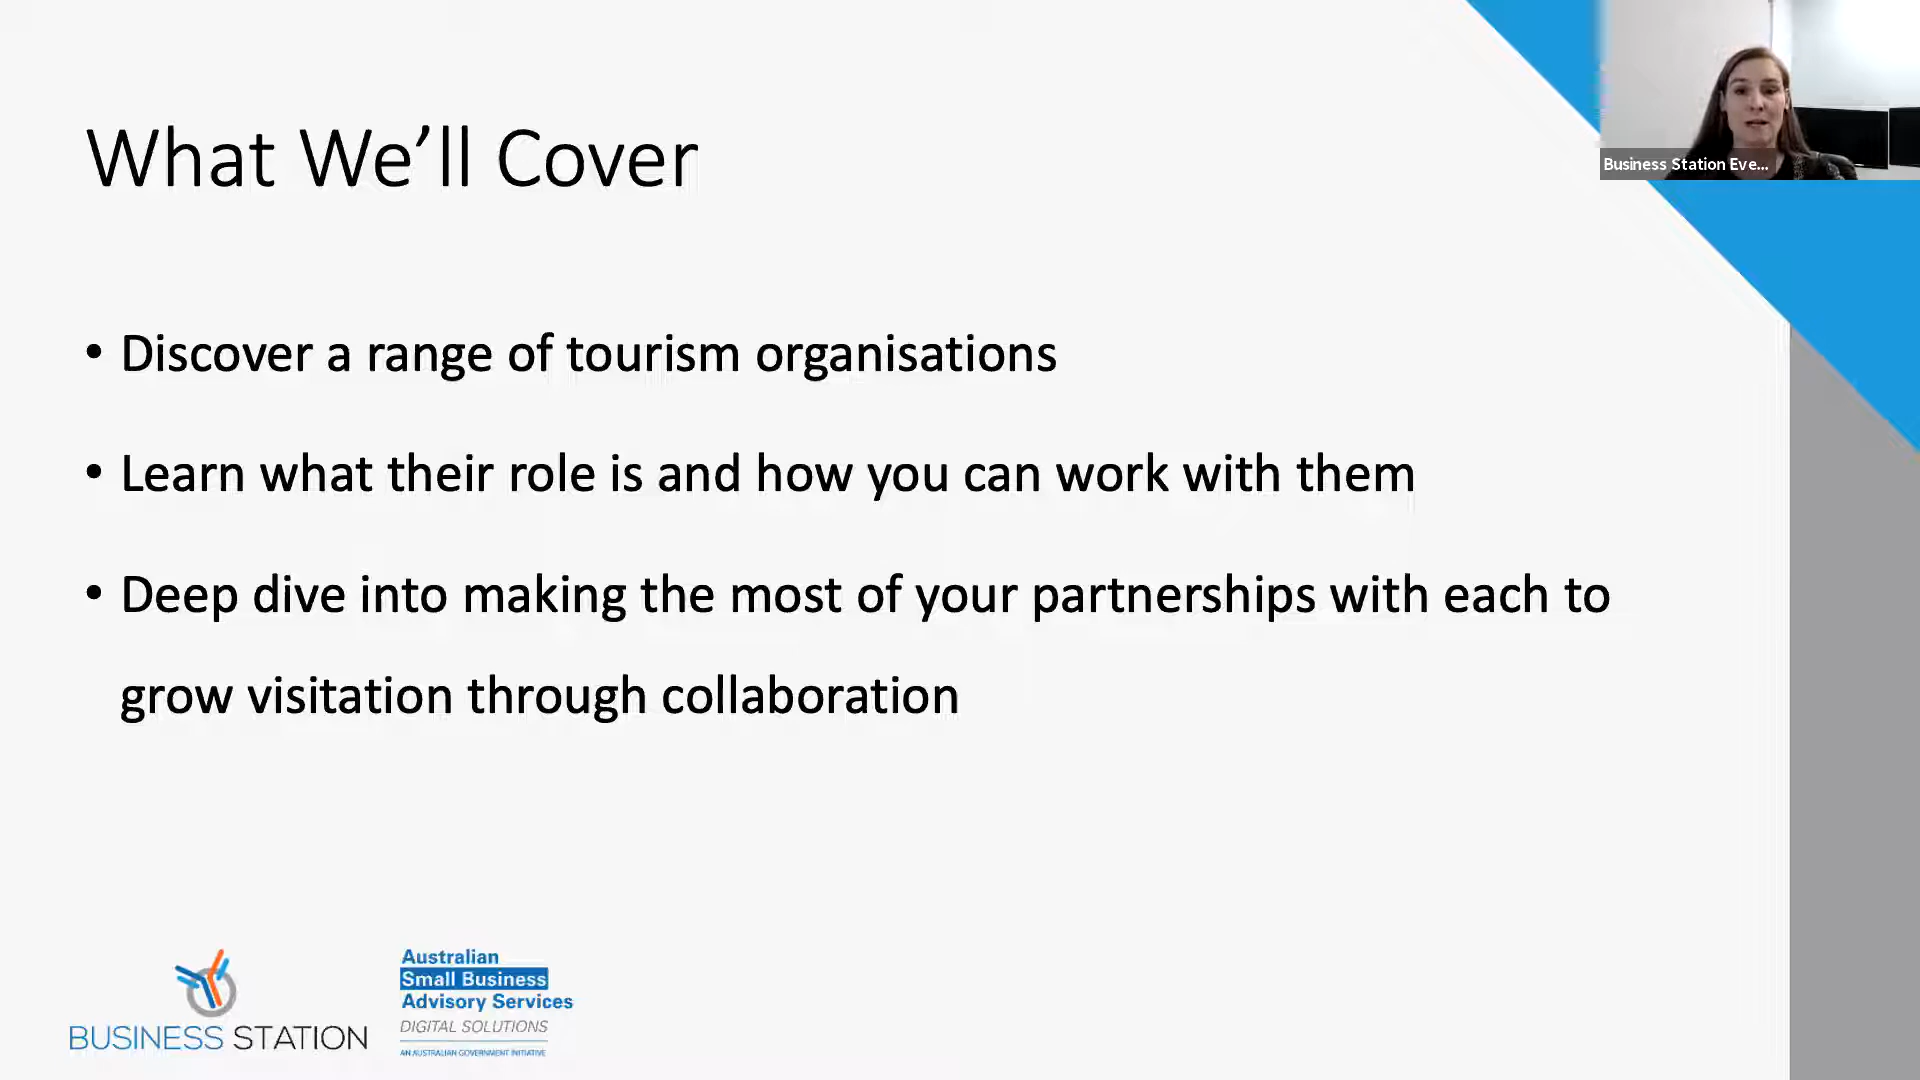 What We’ll Cover
Business Station Eve...
• Discover a range of tourism organisations
• Learn what their role is and how you can work with them
• Deep dive into making the most of your partnerships with each to
grow visitation through collaboration
BUSINESS STATION
Australian
Small Business
Advisory Services
DIGITAL SOLUTIONS
AN AUSTRALIAN GOVERNMENT INITIATIVE